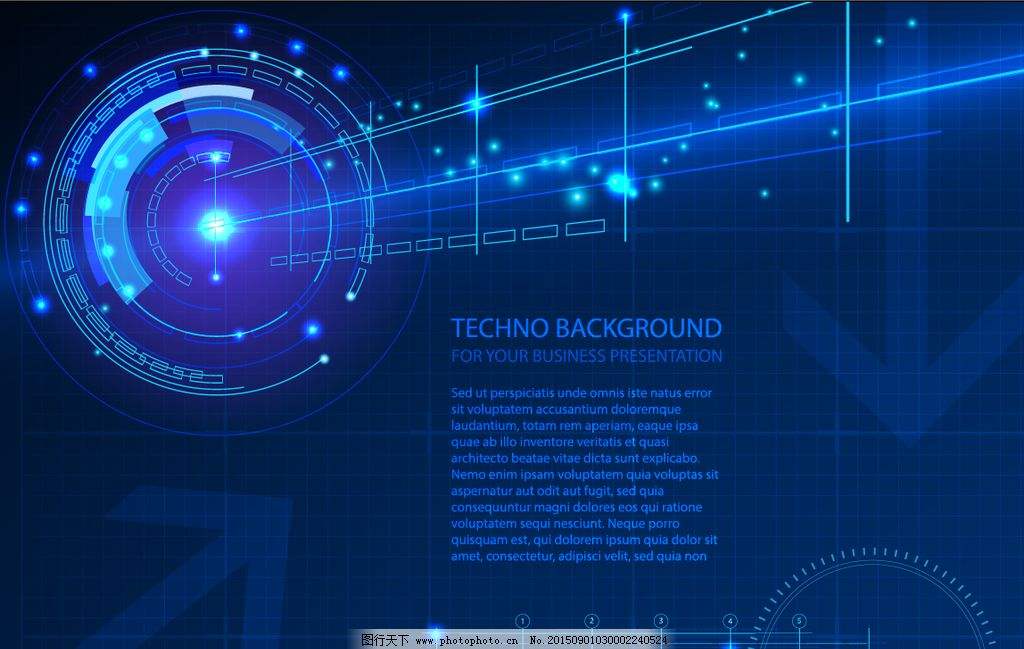 TECHNO BACKGROUND
FOR YOUR BUSINESS PRESENTATION
Sed ut perspiciatis unde omnis iste natus error
sit voluptatem accusantium doloremque
laudantium, totam rem aperiam, eaque ipsa
quae ab illo inventore veritatis et quasi
architecto beatae vitae dicta sunt explicabo.
Nemo enim ipsam voluptatem quia voluptas sit
aspernatur aut odit aut fugit, sed quia
consequuntur magni dolores eos qui ratione
voluptatem sequi nesciunt. Neque porro
quisquam est, qui dolorem ipsum quia dolor sit
amet, consectetur, adipisci velit, sed quia non
1 2 3 4 5
图行天下 www.photophoto.cn No.20150901030002240524